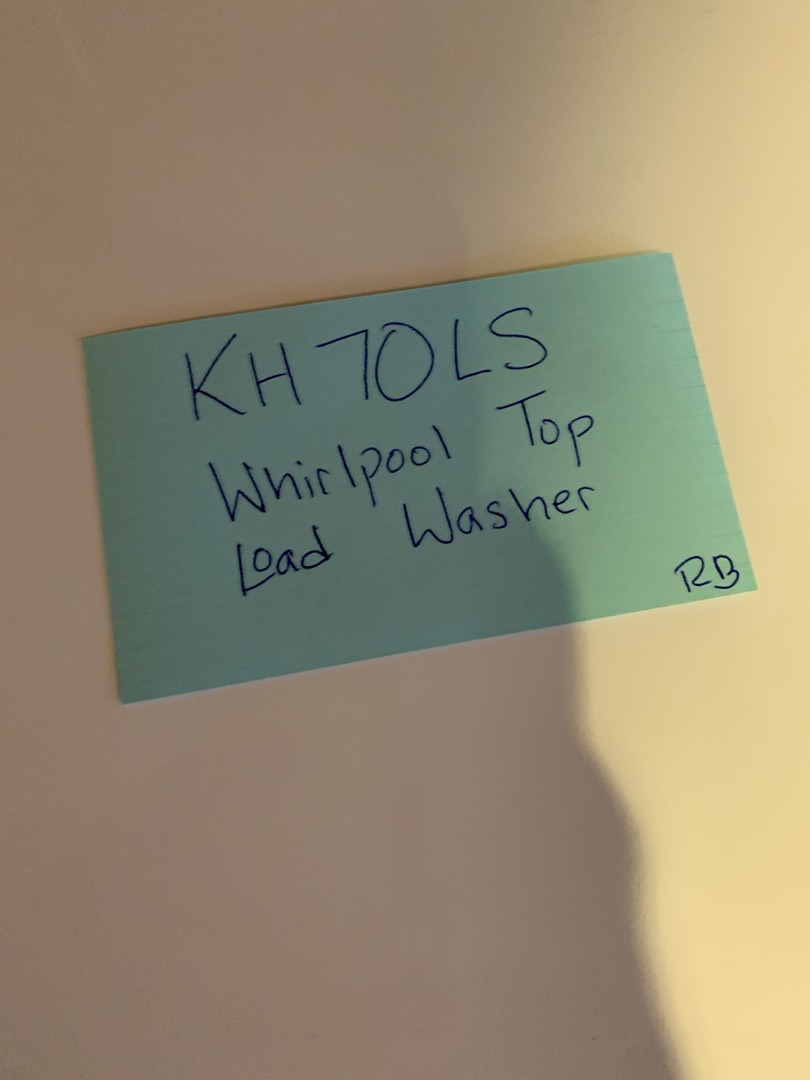 KH70LS
Whirlpool Top
Load Washer
RB